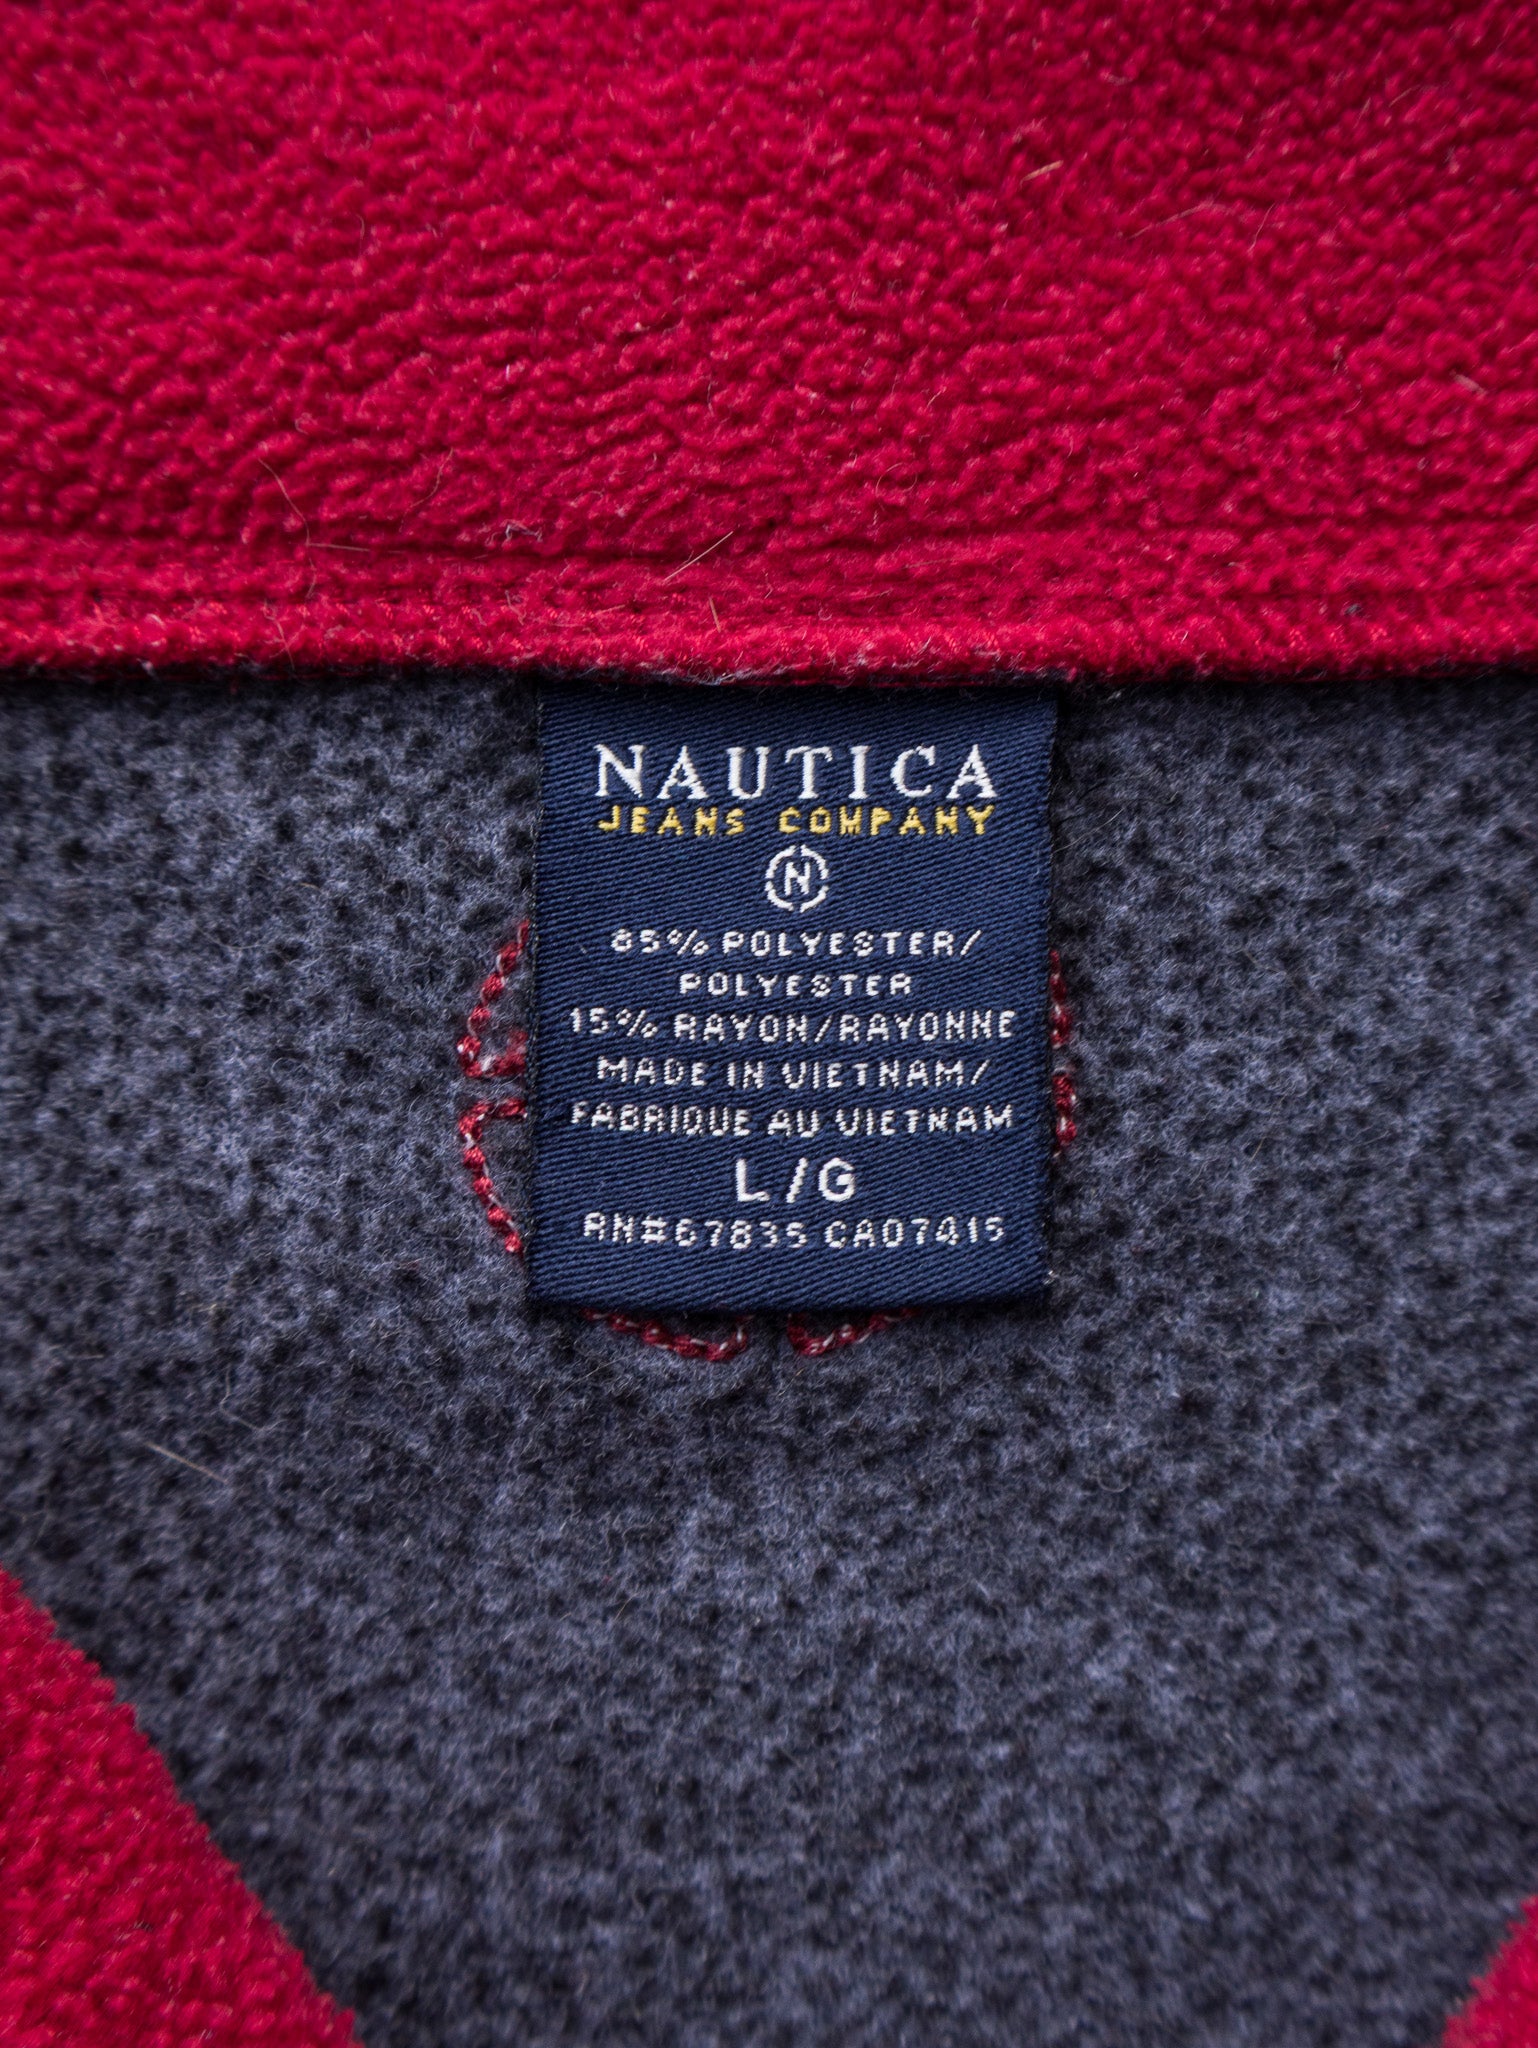 NAUTICA
JEANS COMPANY
N
85% POLYESTER/
POLYESTER
15% RAYON/RAYONNE
MADE IN VIETNAM/
FABRIQUE AU VIETNAM
L/G
RN#67835 CA07415